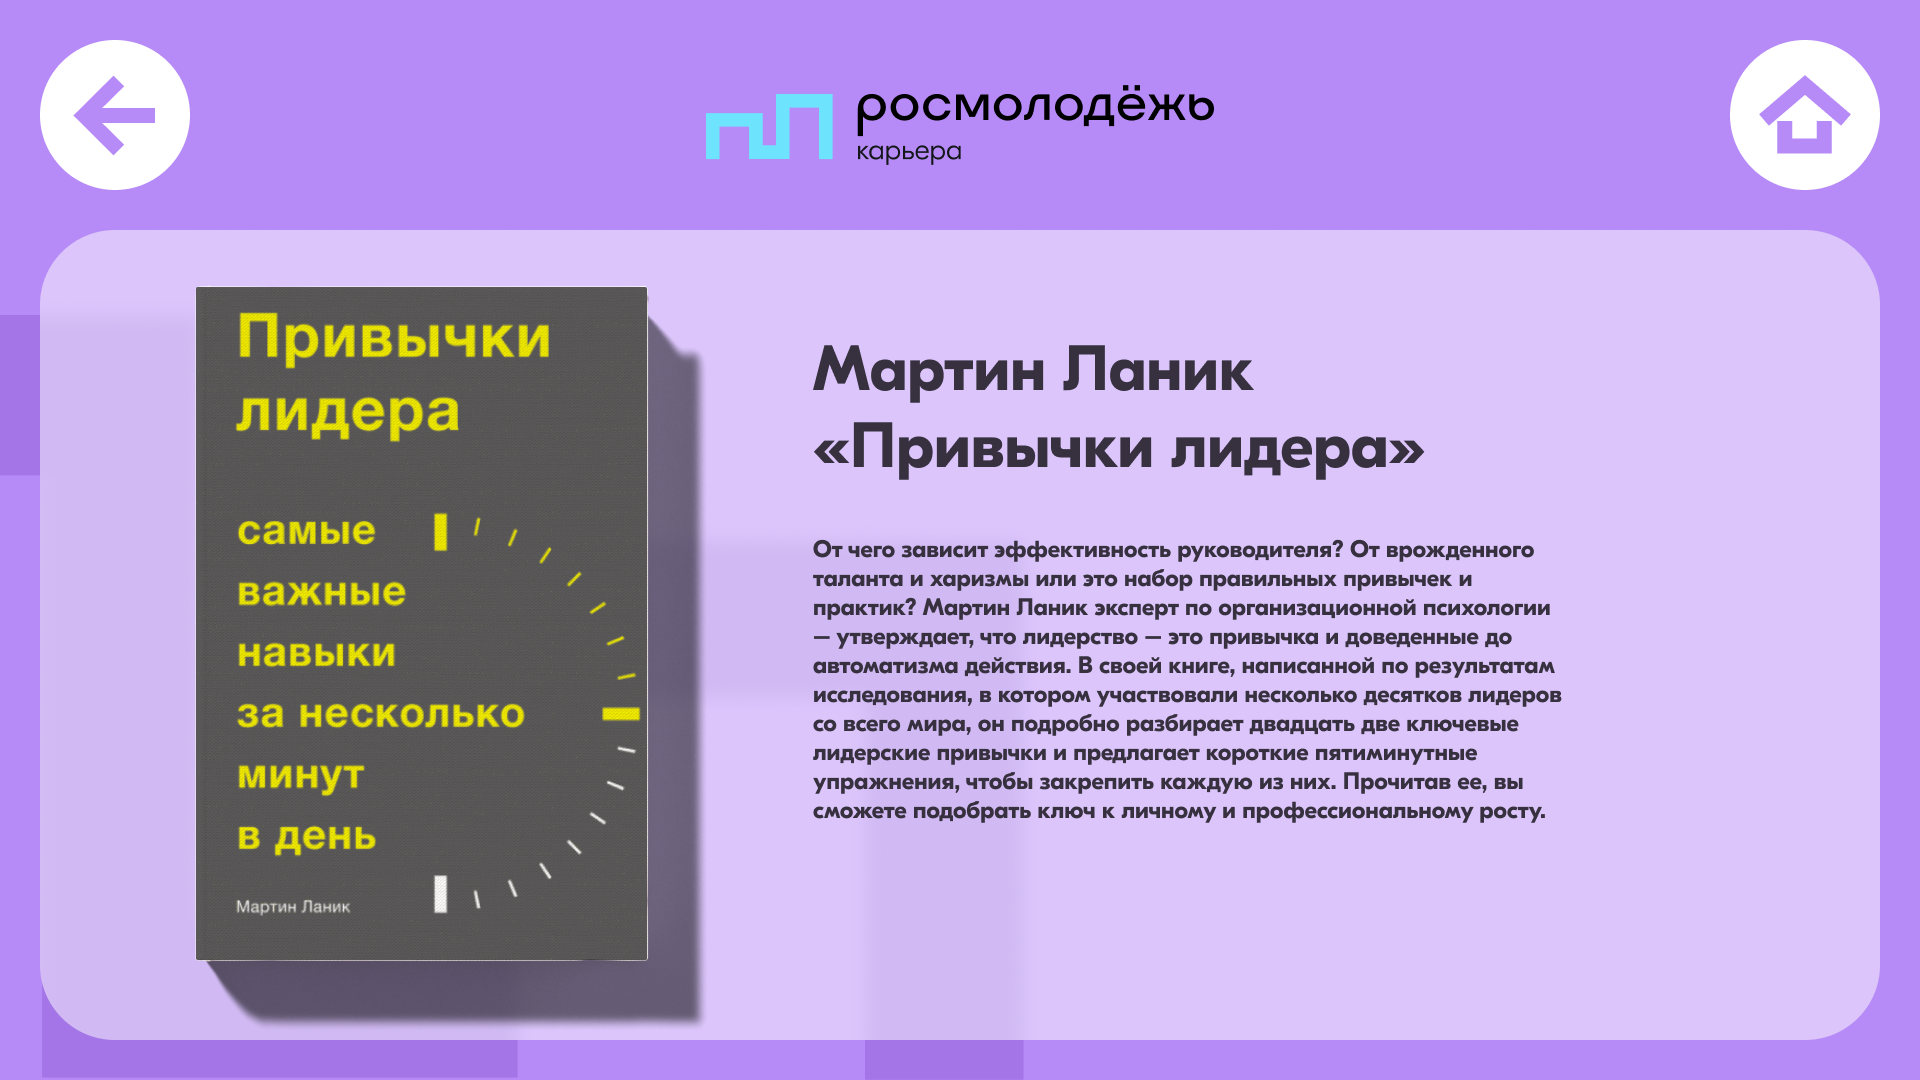 росмолодёжь
карьера
Привычки
лидера
самые
важные
навыки
за несколько
минут
в день
Мартин Ланик
Мартин Ланик
«Привычки лидера»
От чего зависит эффективность руководителя? От врожденного
таланта и харизмы или это набор правильных привычек и
практик? Мартин Ланик эксперт по организационной психологии
– утверждает, что лидерство – это привычка и доведенные до
автоматизма действия. В своей книге, написанной по результатам
исследования, в котором участвовали несколько десятков лидеров
со всего мира, он подробно разбирает двадцать две ключевые
лидерские привычки и предлагает короткие пятиминутные
упражнения, чтобы закрепить каждую из них. Прочитав ее, вы
сможете подобрать ключ к личному и профессиональному росту.